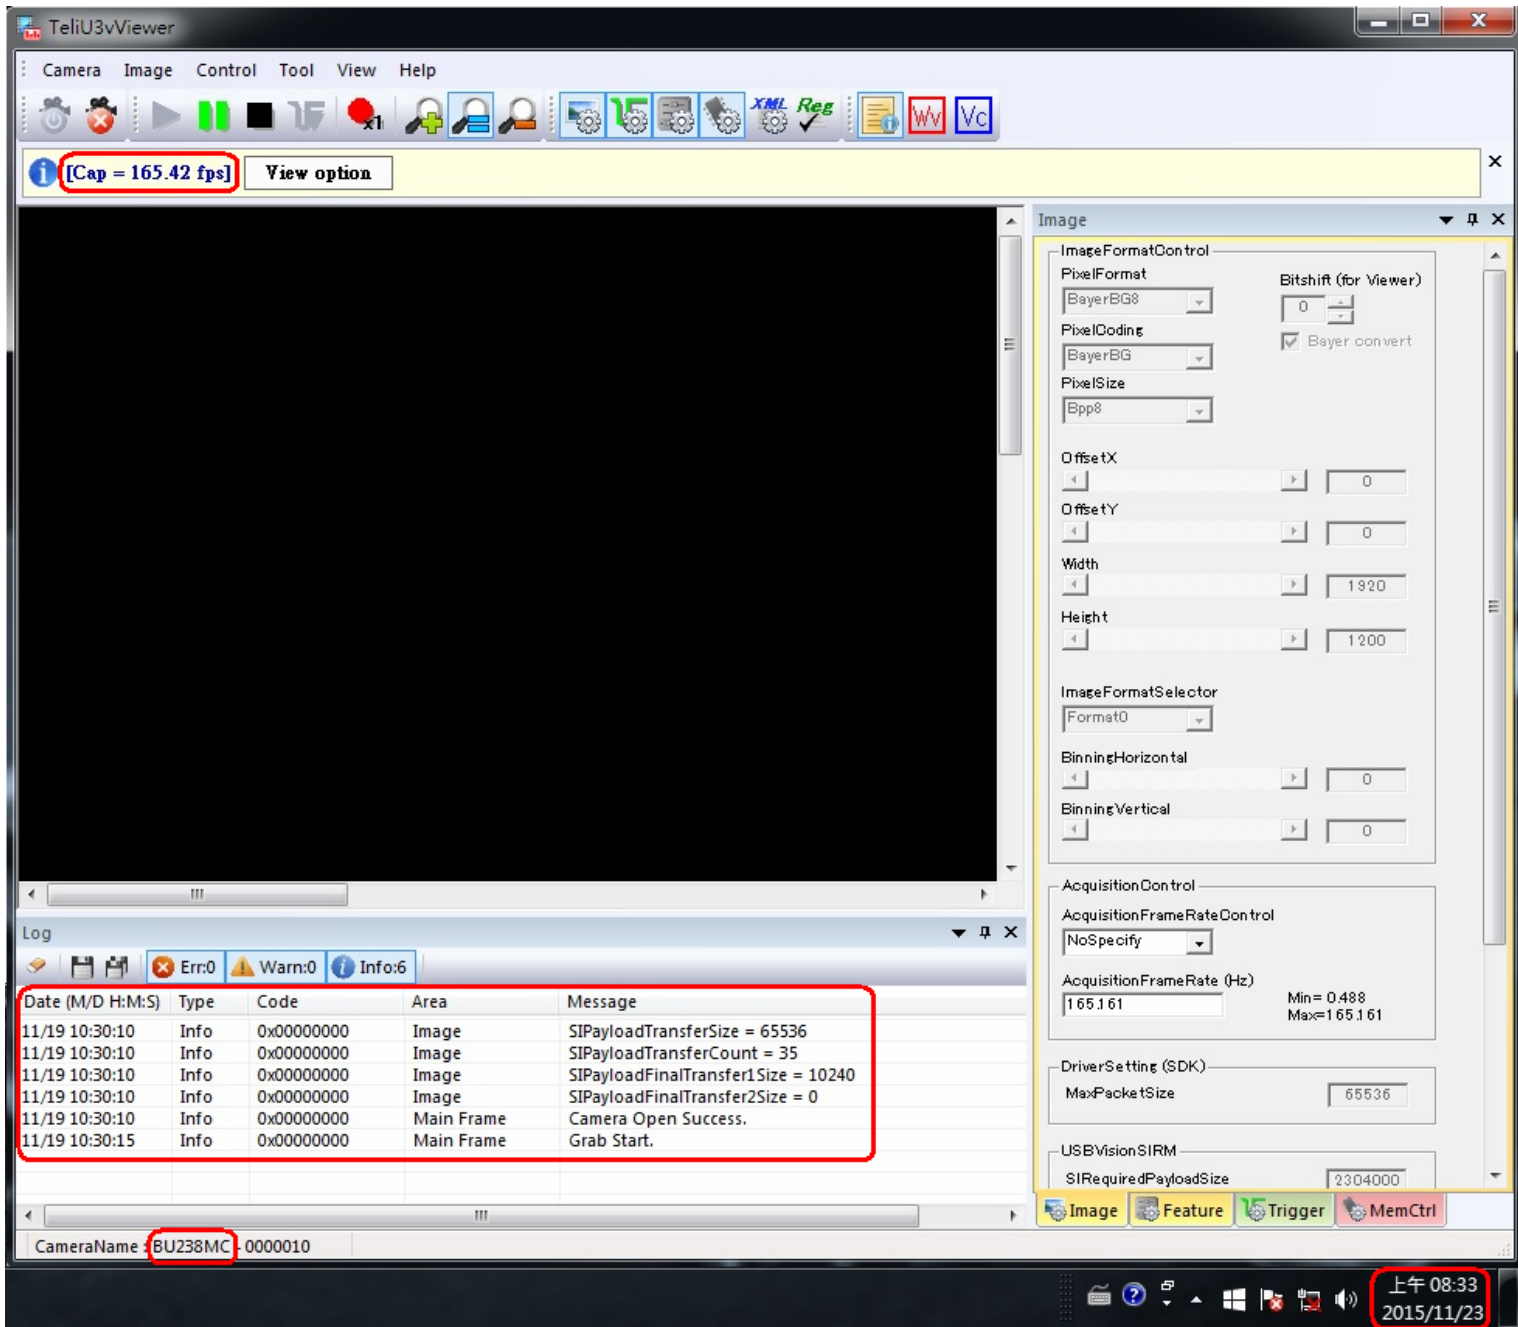 TeliU3vViewer
Camera Image Control Tool View Help
x1 XML Reg WV Vc
[Cap = 165.42 fps] View option
Image
ImageFormatControl
PixelFormat
Bitshift (for Viewer)
BayerBG8
0
PixelCoding
Bayer convert
BayerBG
PixelSize
Bpp8
OffsetX
0
OffsetY
0
Width
1920
Height
1200
ImageFormatSelector
Format0
BinningHorizontal
0
BinningVertical
0
AcquisitionControl
AcquisitionFrameRateControl
NoSpecify
AcquisitionFrameRate (Hz)
165.161
Min= 0.488
Max=165.161
DriverSetting (SDK)
MaxPacketSize 65536
USBVisionSIRM
SIRequiredPayloadSize 2304000
Image Feature Trigger MemCtrl
Log
Err:0 Warn:0 Info:6
Date (M/D H:M:S) Type Code Area Message
11/19 10:30:10 Info 0x00000000 Image SIPayloadTransferSize = 65536
11/19 10:30:10 Info 0x00000000 Image SIPayloadTransferCount = 35
11/19 10:30:10 Info 0x00000000 Image SIPayloadFinalTransfer1Size = 10240
11/19 10:30:10 Info 0x00000000 Image SIPayloadFinalTransfer2Size = 0
11/19 10:30:10 Info 0x00000000 Main Frame Camera Open Success.
11/19 10:30:15 Info 0x00000000 Main Frame Grab Start.
CameraName : BU238MC - 0000010
上午 08:33
2015/11/23